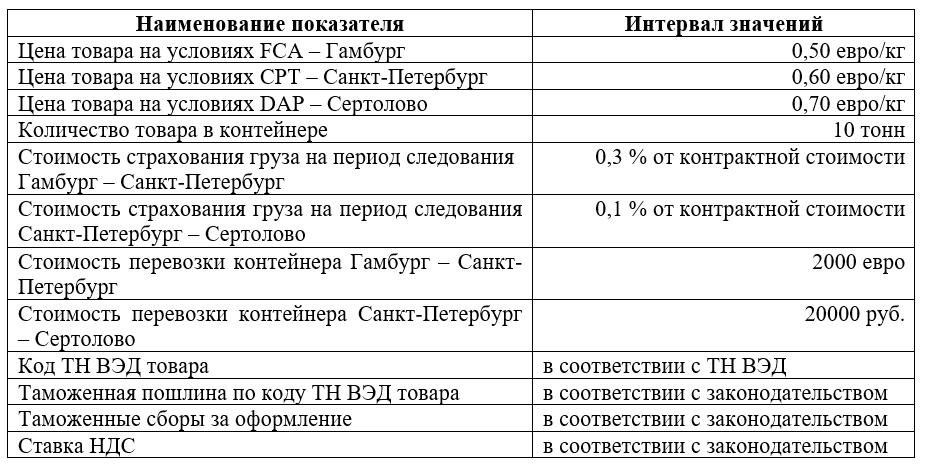 Наименование показателя
Интервал значений
Цена товара на условиях FCA – Гамбург
0,50 евро/кг
Цена товара на условиях CPT – Санкт-Петербург
0,60 евро/кг
Цена товара на условиях DAP – Сертолово
0,70 евро/кг
Количество товара в контейнере
10 тонн
Стоимость страхования груза на период следования
Гамбург – Санкт-Петербург
0,3 % от контрактной стоимости
Стоимость страхования груза на период следования
Санкт-Петербург – Сертолово
0,1 % от контрактной стоимости
Стоимость перевозки контейнера Гамбург – Санкт-
Петербург
2000 евро
Стоимость перевозки контейнера Санкт-Петербург
– Сертолово
20000 руб.
Код ТН ВЭД товара
в соответствии с ТН ВЭД
Таможенная пошлина по коду ТН ВЭД товара
в соответствии с законодательством
Таможенные сборы за оформление
в соответствии с законодательством
Ставка НДС
в соответствии с законодательством